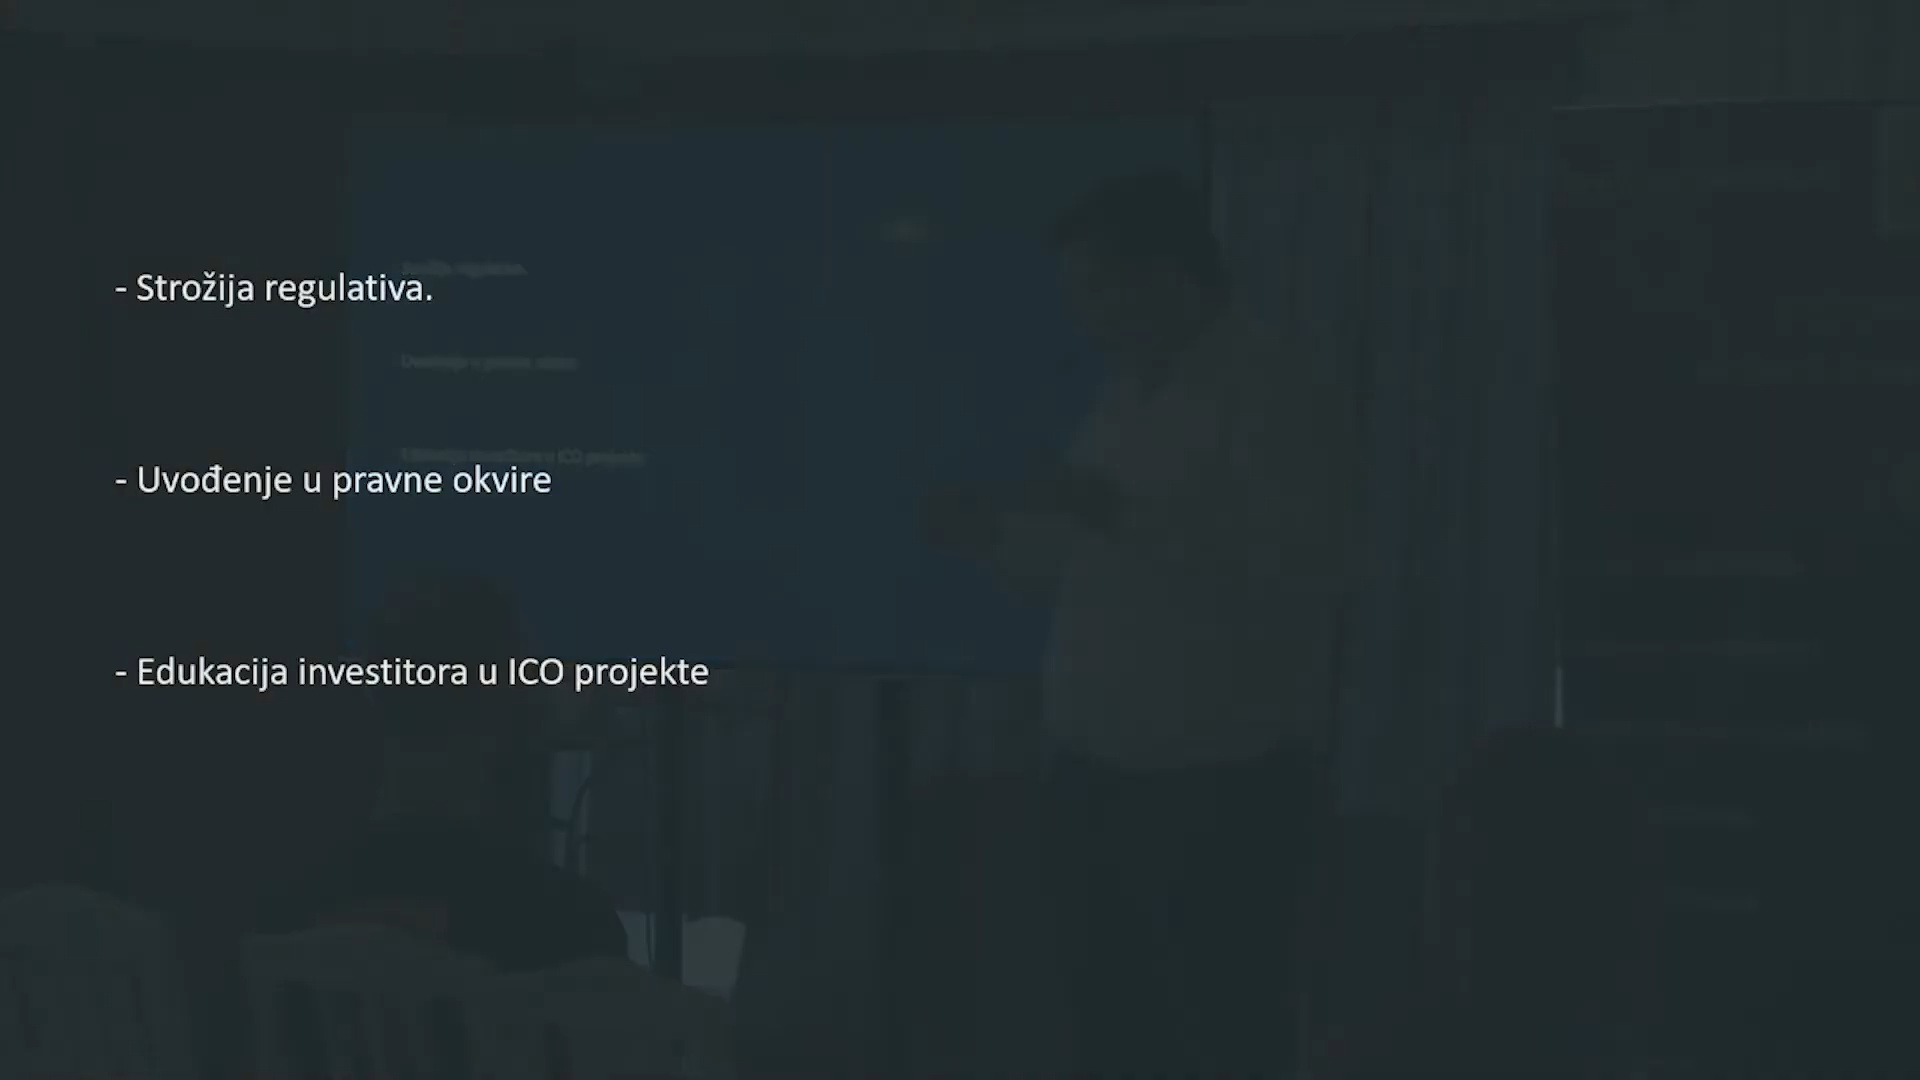 - Strožija regulativa.
- Uvođenje u pravne okvire
- Edukacija investitora u ICO projekte